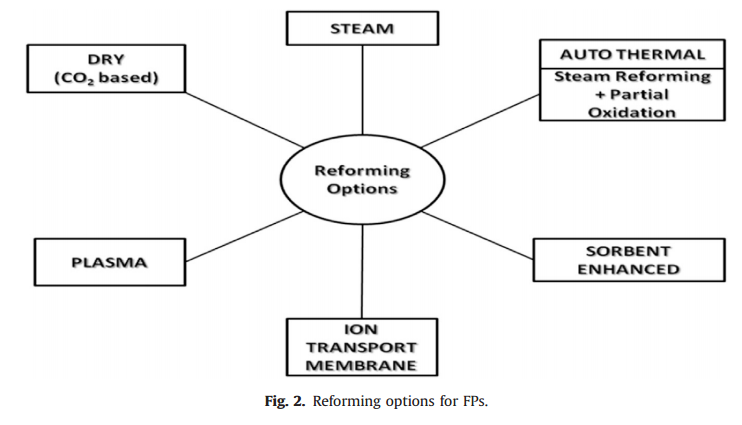 STEAM
DRY
(CO₂ based)
AUTO THERMAL
Steam Reforming
+ Partial
Oxidation
Reforming
Options
PLASMA
SORBENT
ENHANCED
ION
TRANSPORT
MEMBRANE
Fig. 2. Reforming options for FPs.